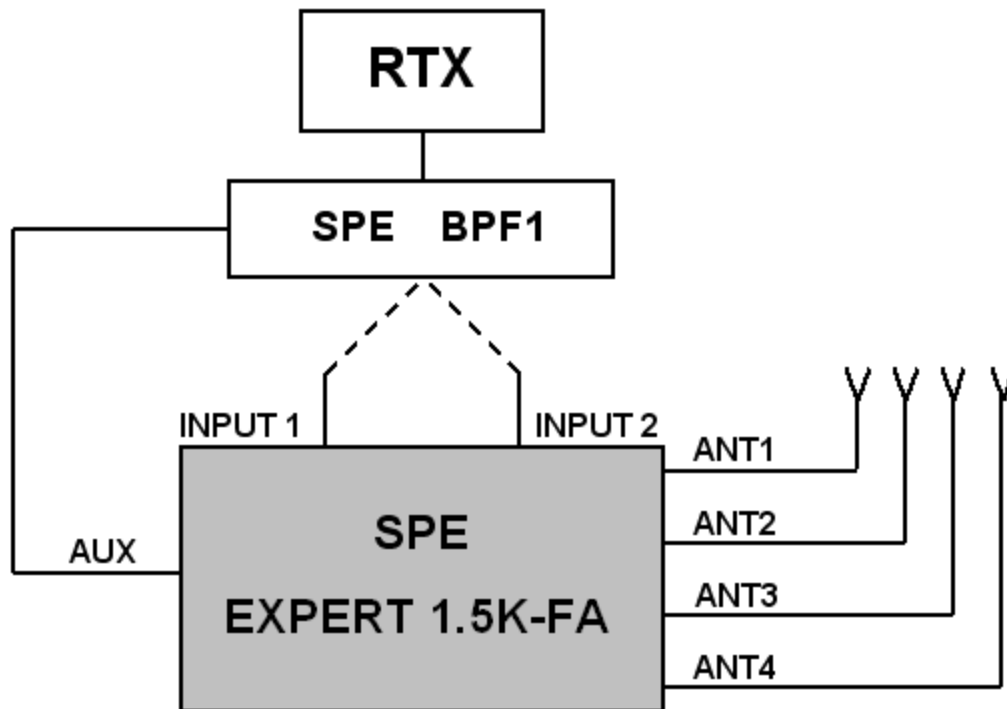 RTX
SPE BPF1
INPUT 1
INPUT 2
ANT1
SPE
ANT2
AUX
EXPERT 1.5K-FA
ANT3
ANT4